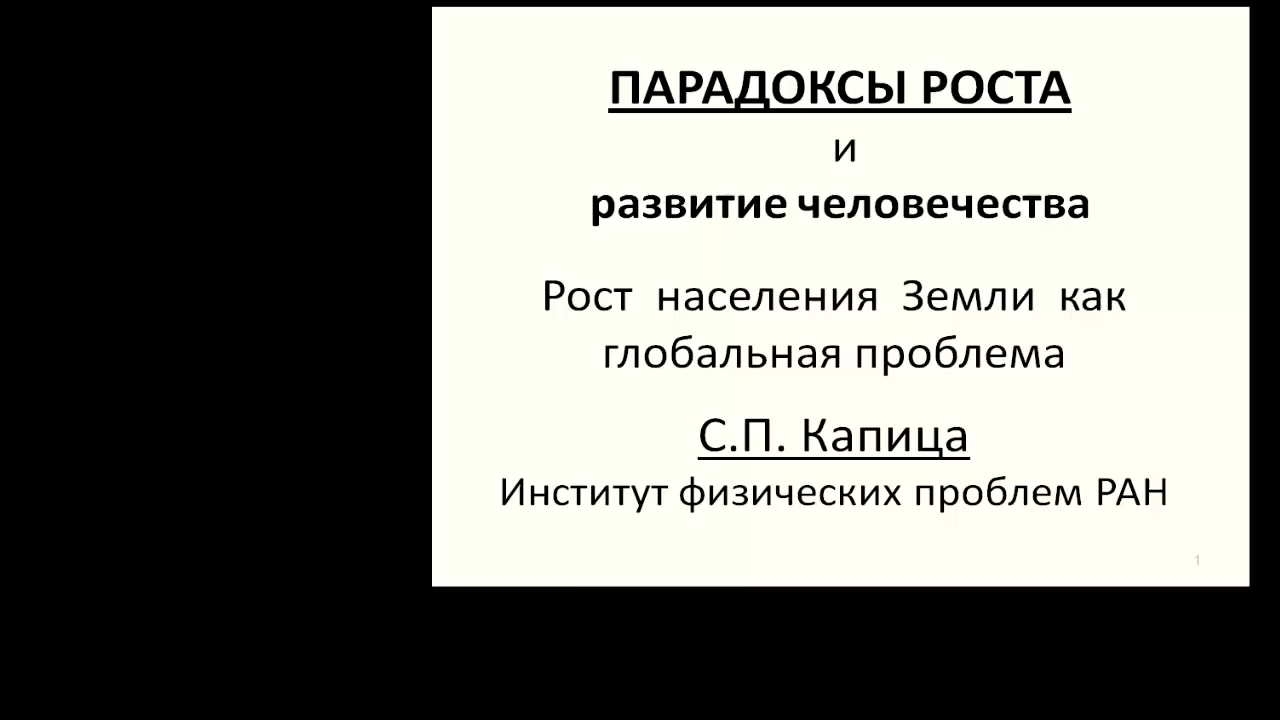 ПАРАДОКСЫ РОСТА
и
развитие человечества
Рост населения Земли как
глобальная проблема
С.П. Капица
Институт физических проблем РАН
1